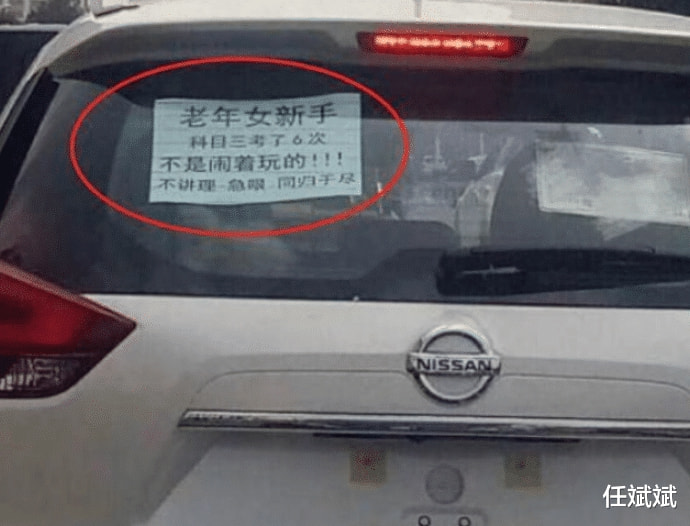 老年女新手
科目三考了6次
不是闹着玩的!!!
不讲理 急眼 同归于尽
NISSAN
任斌斌